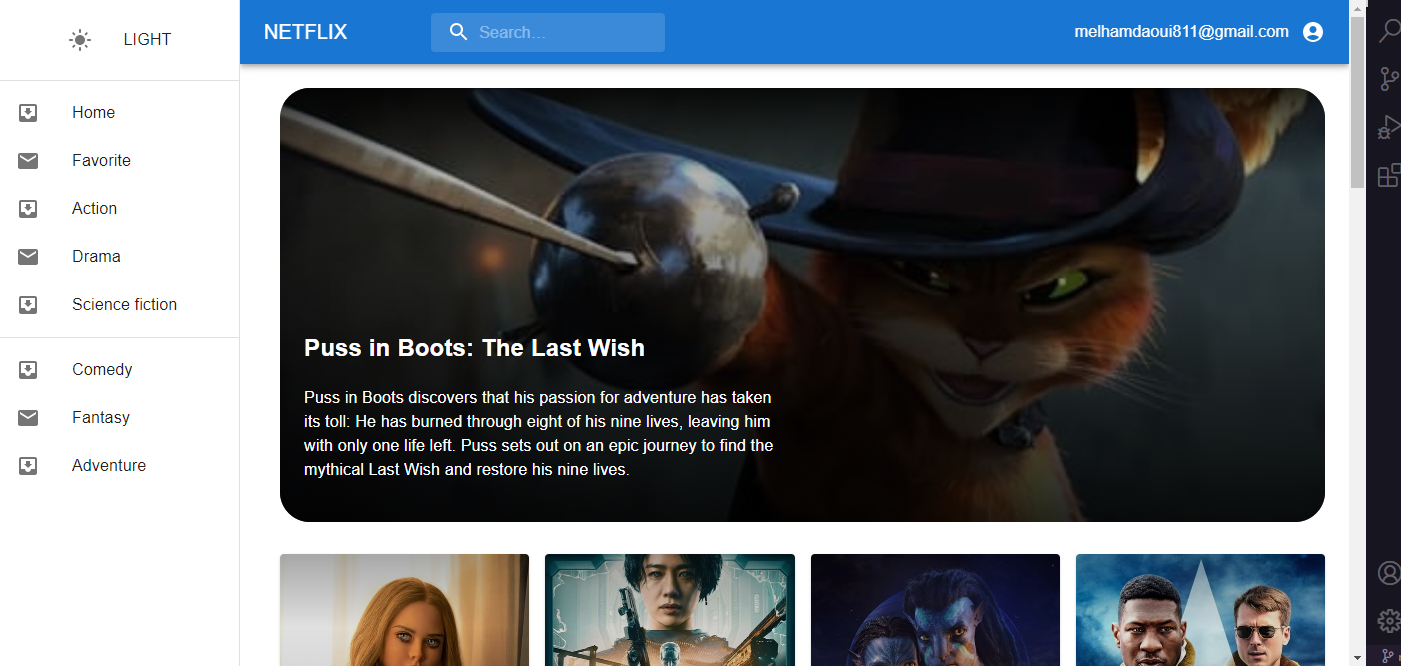 LIGHT
NETFLIX
Search...
melhamdaoui811@gmail.com
Home
Favorite
Action
Drama
Science fiction
Comedy
Fantasy
Adventure
Puss in Boots: The Last Wish
Puss in Boots discovers that his passion for adventure has taken
its toll: He has burned through eight of his nine lives, leaving him
with only one life left. Puss sets out on an epic journey to find the
mythical Last Wish and restore his nine lives.